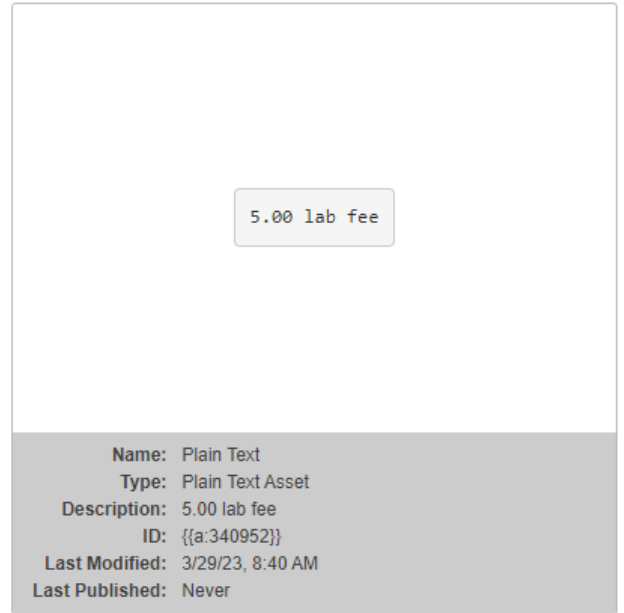 5.00 lab fee
Name: Plain Text
Type: Plain Text Asset
Description: 5.00 lab fee
ID: {{a:340952}}
Last Modified: 3/29/23, 8:40 AM
Last Published: Never